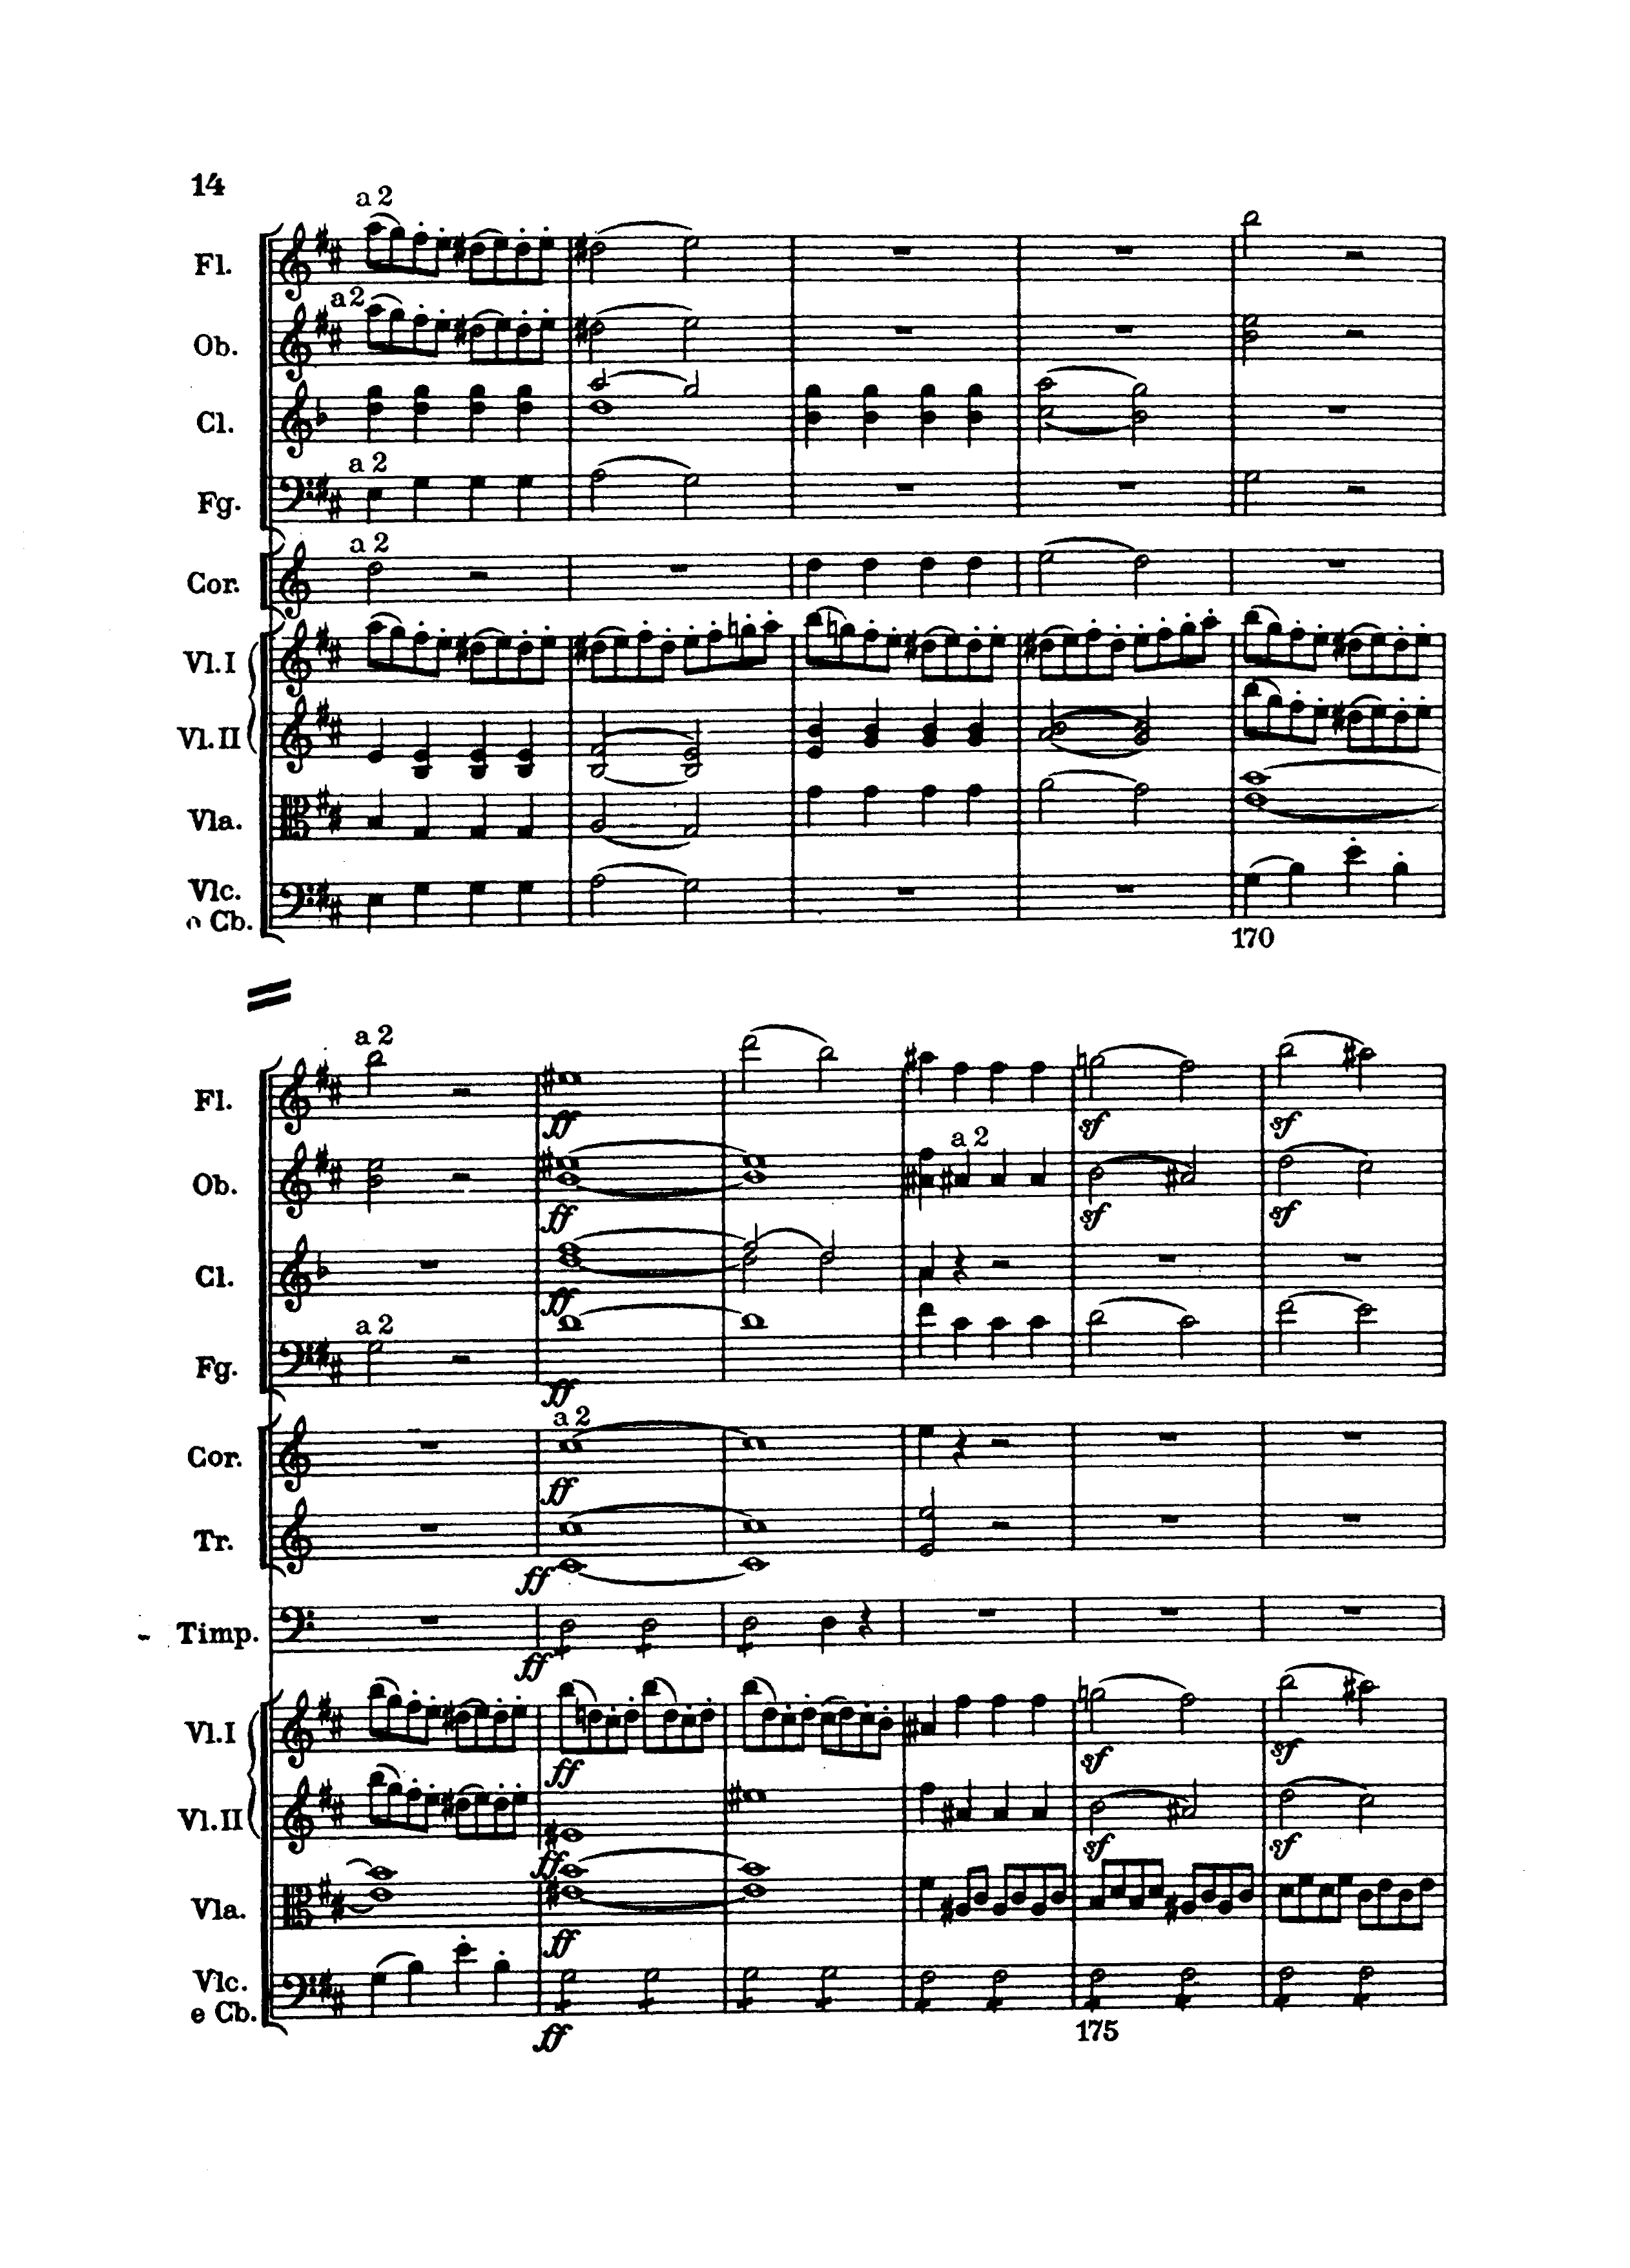 14
a 2
Fl.
a 2
Ob.
Cl.
a 2
Fg.
a 2
Cor.
Vl. I
Vl. II
Vla.
Vlc.
e Cb.
170
a 2
Fl.
ff
sf
sf
a 2
Ob.
ff
sf
sf
Cl.
ff
a 2
Fg.
ff
a 2
Cor.
ff
Tr.
ff
Timp.
ff
Vl. I
ff
sf
sf
Vl. II
ff
sf
sf
Vla.
ff
Vlc.
e Cb.
ff
175